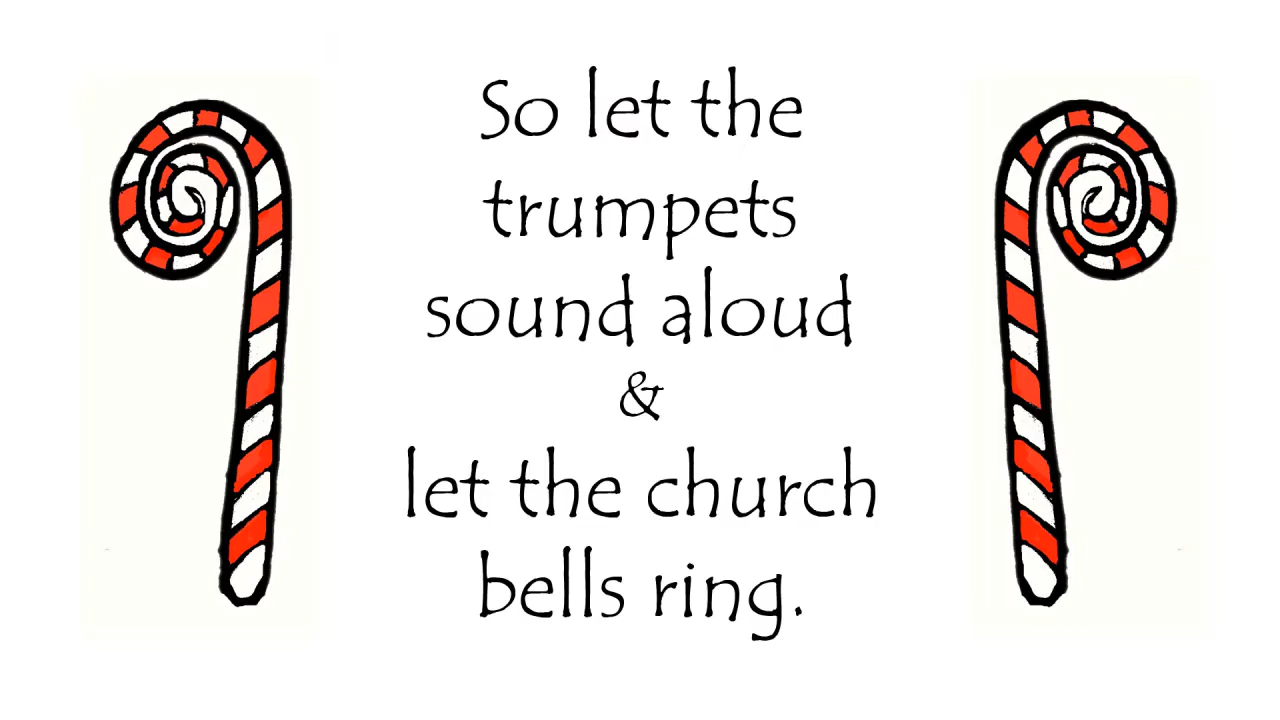 So let the
trumpets
sound aloud
&
let the church
bells ring.